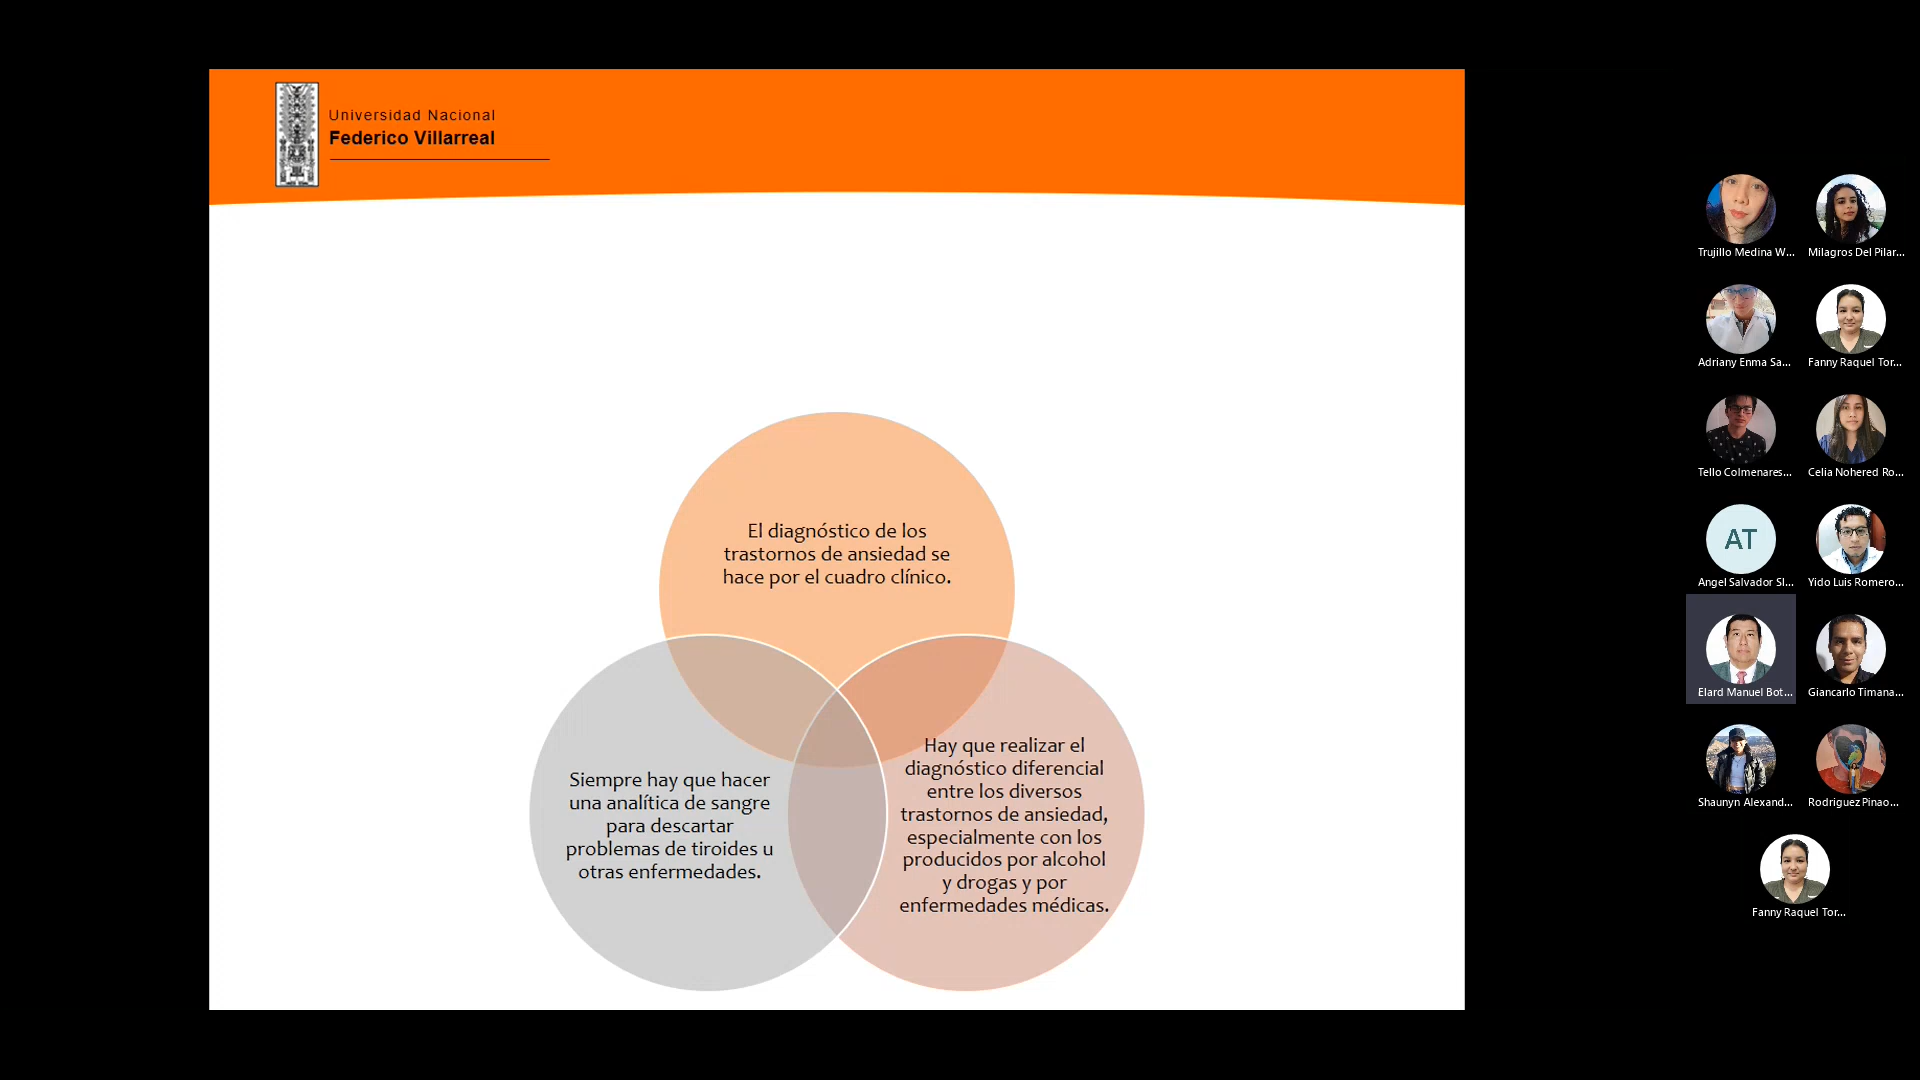 Universidad Nacional
Federico Villarreal
El diagnóstico de los
trastornos de ansiedad se
hace por el cuadro clínico.
Siempre hay que hacer
una analítica de sangre
para descartar
problemas de tiroides u
otras enfermedades.
Hay que realizar el
diagnóstico diferencial
entre los diversos
trastornos de ansiedad,
especialmente con los
producidos por alcohol
y drogas y por
enfermedades médicas.
Trujillo Medina W...
Milagros Del Pilar...
Adriany Enma Sa...
Fanny Raquel Tor...
Tello Colmenares...
Celia Nohered Ro...
AT
Angel Salvador Sl...
Yido Luis Romero...
Elard Manuel Bot...
Giancarlo Timana...
Shaunyn Alexand...
Rodriguez Pinao...
Fanny Raquel Tor...